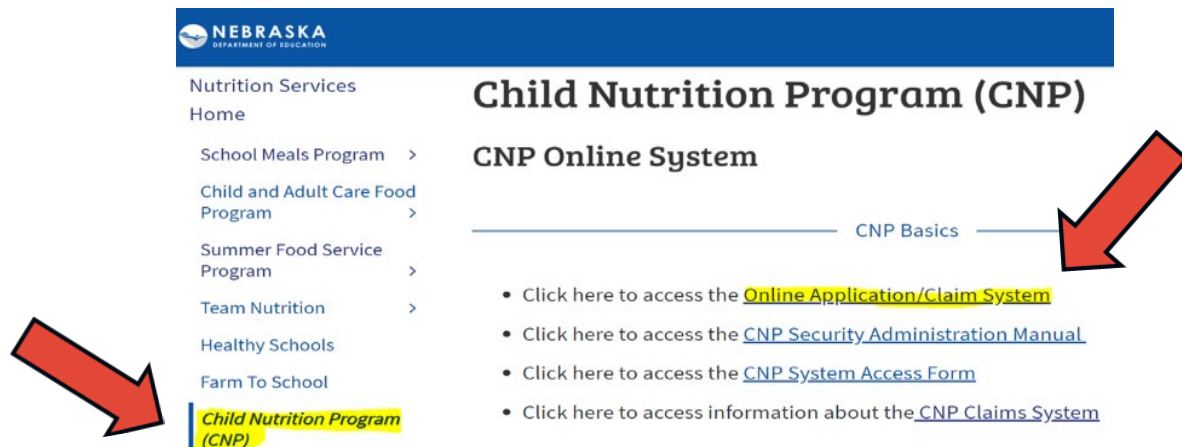 NEBRASKA
DEPARTMENT OF EDUCATION
Nutrition Services
Home
School Meals Program >
Child and Adult Care Food
Program >
Summer Food Service
Program >
Team Nutrition >
Healthy Schools
Farm To School
Child Nutrition Program
(CNP)
Child Nutrition Program (CNP)
CNP Online System
CNP Basics
• Click here to access the Online Application/Claim System
• Click here to access the CNP Security Administration Manual
• Click here to access the CNP System Access Form
• Click here to access information about the CNP Claims System